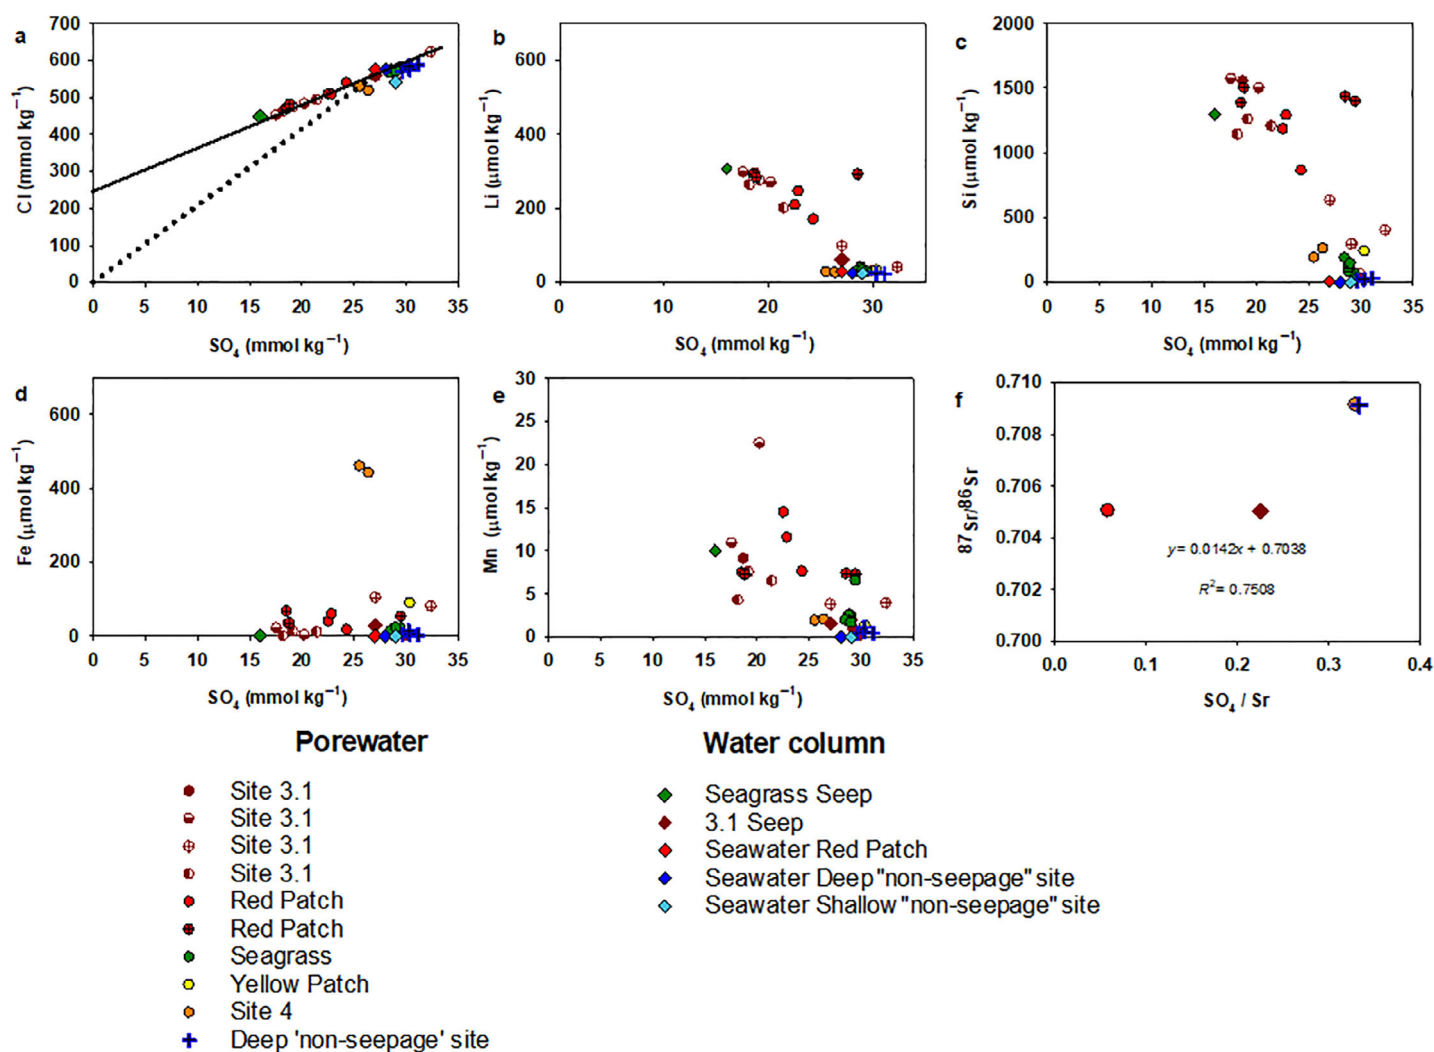 a
700
600
500
400
300
200
100
0
Cl (mmol kg⁻¹)
0 5 10 15 20 25 30 35
SO₄ (mmol kg⁻¹)
b
600
400
200
0
Li (μmol kg⁻¹)
0 10 20 30
SO₄ (mmol kg⁻¹)
c
2000
1500
1000
500
0
Si (μmol kg⁻¹)
0 5 10 15 20 25 30 35
SO₄ (mmol kg⁻¹)
d
600
400
200
0
Fe (μmol kg⁻¹)
0 5 10 15 20 25 30 35
SO₄ (mmol kg⁻¹)
e
30
25
20
15
10
5
0
Mn (μmol kg⁻¹)
0 5 10 15 20 25 30 35
SO₄ (mmol kg⁻¹)
f
0.710
0.708
0.706
0.704
0.702
0.700
⁸⁷Sr/⁸⁶Sr
y = 0.0142x + 0.7038
R² = 0.7508
0.0 0.1 0.2 0.3 0.4
SO₄ / Sr
Porewater
Site 3.1
Site 3.1
Site 3.1
Site 3.1
Red Patch
Red Patch
Seagrass
Yellow Patch
Site 4
Deep 'non-seepage' site
Water column
Seagrass Seep
3.1 Seep
Seawater Red Patch
Seawater Deep "non-seepage" site
Seawater Shallow "non-seepage" site